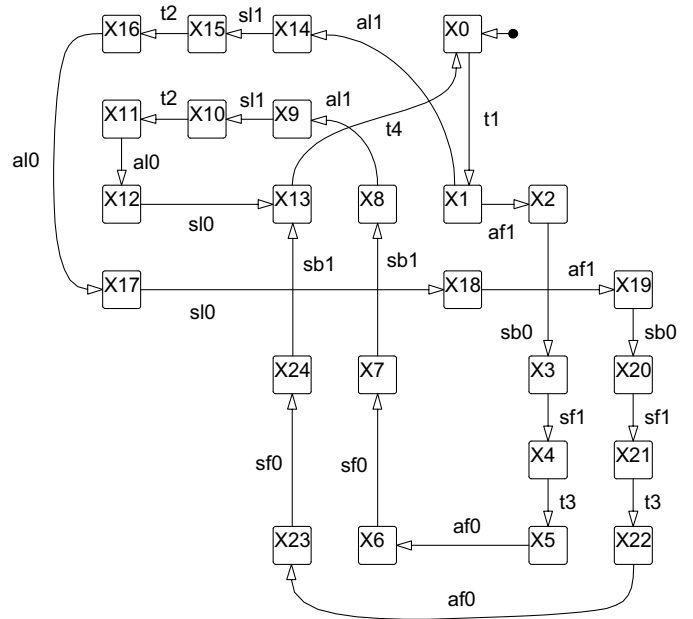 X16 t2 X15 sl1 X14 al1 X0
X11 t2 X10 sl1 X9 al1 t4 t1
al0 al0
X12 sl0 X13 X8 X1 af1 X2
sb1 sb1 af1
X17 sl0 X18 X19
sb0 sb0
X24 X7 X3 X20
sf1 sf1
sf0 sf0 X4 X21
t3 t3
X23 X6 af0 X5 X22
af0